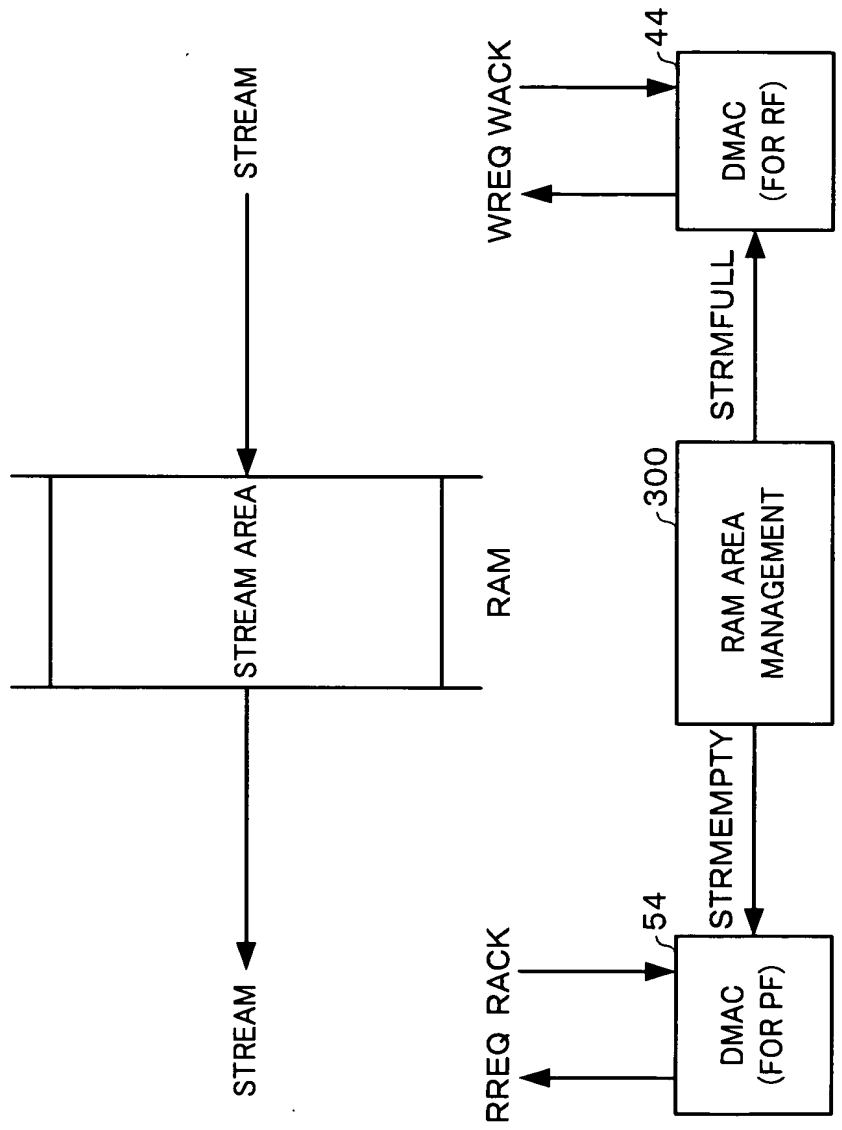 STREAM
STREAM AREA
STREAM
RAM
RREQ RACK
WREQ WACK
54
DMAC
(FOR PF)
STRMEMPTY
300
RAM AREA
MANAGEMENT
STRMFULL
44
DMAC
(FOR RF)